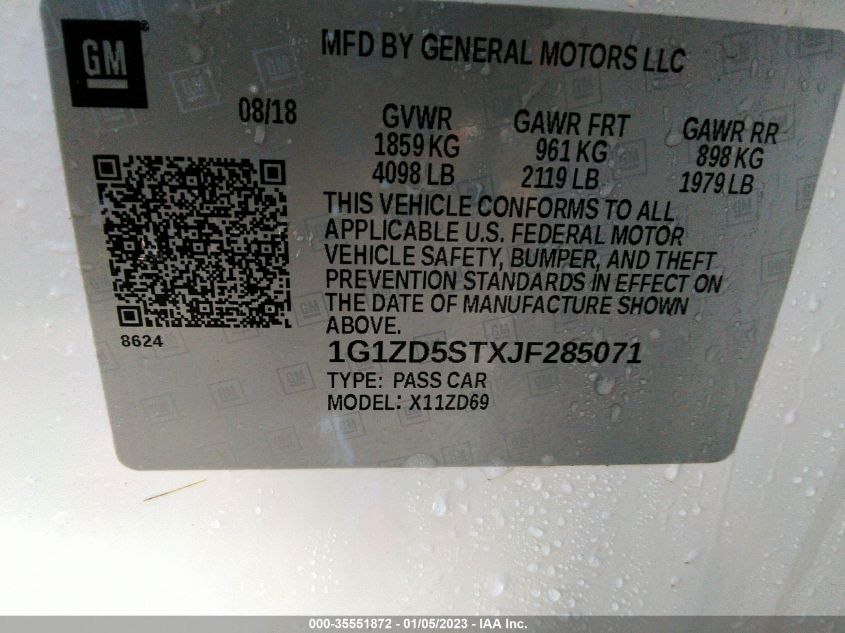 GM
MFD BY GENERAL MOTORS LLC
08/18
GVWR
1859 KG
4098 LB
GAWR FRT
961 KG
2119 LB
GAWR RR
898 KG
1979 LB
THIS VEHICLE CONFORMS TO ALL
APPLICABLE U.S. FEDERAL MOTOR
VEHICLE SAFETY, BUMPER, AND THEFT
PREVENTION STANDARDS IN EFFECT ON
THE DATE OF MANUFACTURE SHOWN
ABOVE.
8624
1G1ZD5STXJF285071
TYPE: PASS CAR
MODEL: X11ZD69
000-35551872 - 01/05/2023 - IAA Inc.